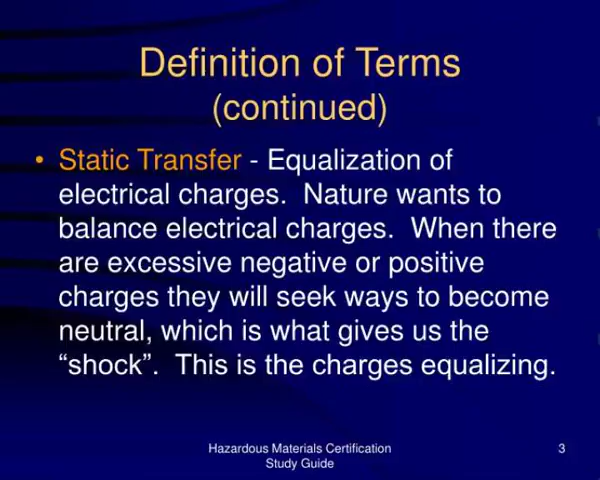 Definition of Terms
(continued)
• Static Transfer - Equalization of
electrical charges.  Nature wants to
balance electrical charges.  When there
are excessive negative or positive
charges they will seek ways to become
neutral, which is what gives us the
“shock”.  This is the charges equalizing.
Hazardous Materials Certification
Study Guide
3